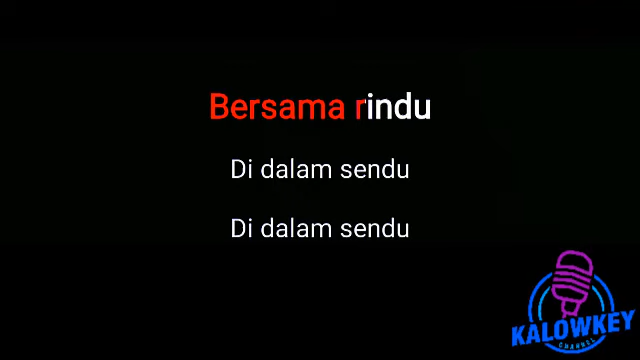 Bersama rindu
Di dalam sendu
Di dalam sendu
KALOWKEY
CHANNEL